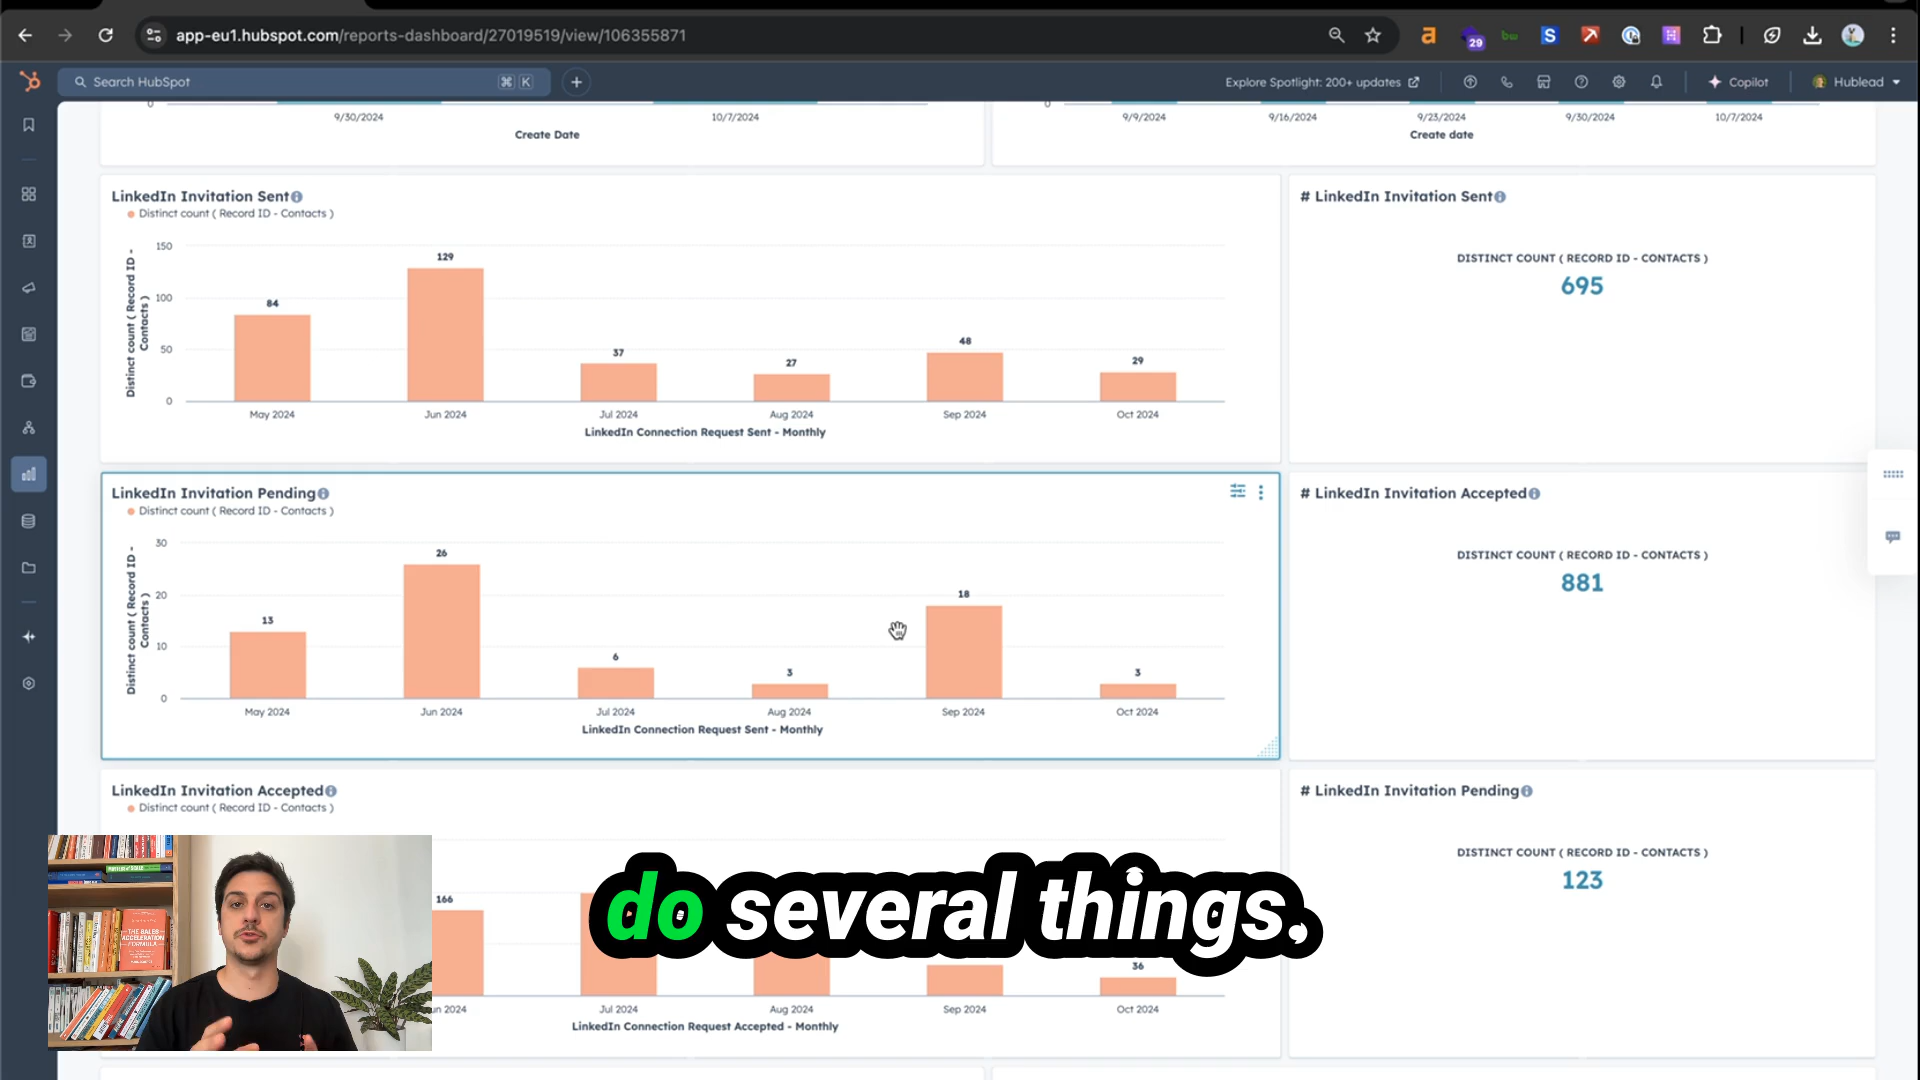 app-eu1.hubspot.com/reports-dashboard/27019519/view/106355871
29
Search HubSpot
⌘ K
Explore Spotlight: 200+ updates
Copilot
Hublead
0
9/30/2024
10/7/2024
Create Date
0
9/9/2024
9/16/2024
9/23/2024
9/30/2024
10/7/2024
Create date
LinkedIn Invitation Sent
Distinct count ( Record ID - Contacts )
Distinct count ( Record ID - Contacts )
150
100
50
0
84
129
37
27
48
29
May 2024
Jun 2024
Jul 2024
Aug 2024
Sep 2024
Oct 2024
LinkedIn Connection Request Sent - Monthly
# LinkedIn Invitation Sent
DISTINCT COUNT ( RECORD ID - CONTACTS )
695
LinkedIn Invitation Pending
Distinct count ( Record ID - Contacts )
Distinct count ( Record ID - Contacts )
30
20
10
0
13
26
6
3
18
3
May 2024
Jun 2024
Jul 2024
Aug 2024
Sep 2024
Oct 2024
LinkedIn Connection Request Sent - Monthly
# LinkedIn Invitation Accepted
DISTINCT COUNT ( RECORD ID - CONTACTS )
881
LinkedIn Invitation Accepted
Distinct count ( Record ID - Contacts )
166
36
un 2024
Jul 2024
Aug 2024
Sep 2024
Oct 2024
LinkedIn Connection Request Accepted - Monthly
# LinkedIn Invitation Pending
DISTINCT COUNT ( RECORD ID - CONTACTS )
123
THE SALES
ACCELERATION
FORMULA
do several things.